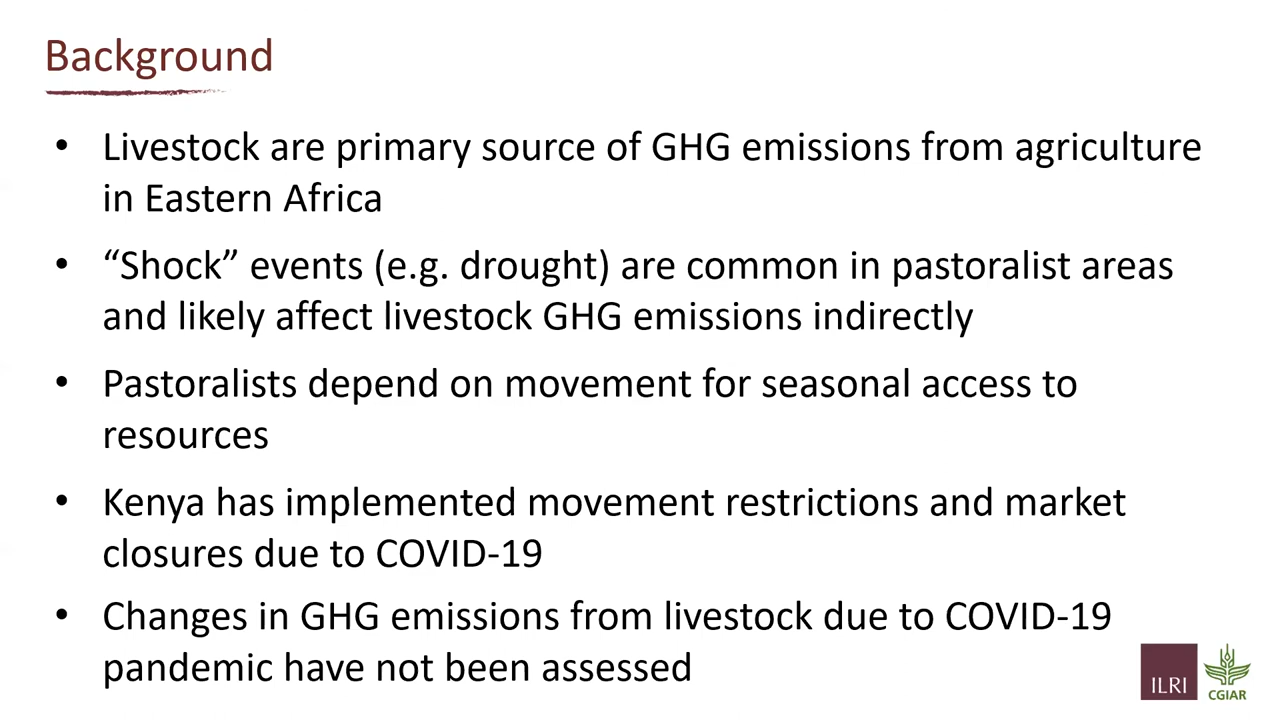 Background
• Livestock are primary source of GHG emissions from agriculture
in Eastern Africa
• “Shock” events (e.g. drought) are common in pastoralist areas
and likely affect livestock GHG emissions indirectly
• Pastoralists depend on movement for seasonal access to
resources
• Kenya has implemented movement restrictions and market
closures due to COVID-19
• Changes in GHG emissions from livestock due to COVID-19
pandemic have not been assessed
ILRI
CGIAR